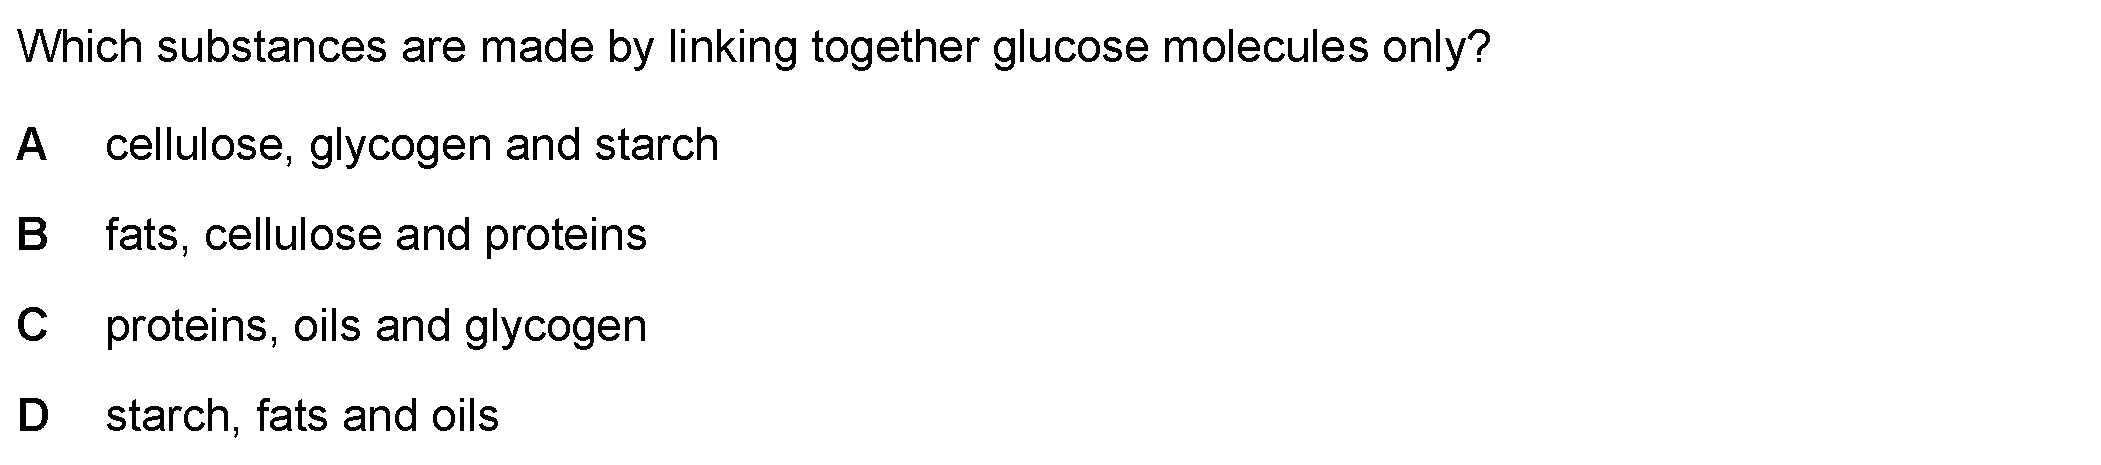 Which substances are made by linking together glucose molecules only?
A cellulose, glycogen and starch
B fats, cellulose and proteins
C proteins, oils and glycogen
D starch, fats and oils